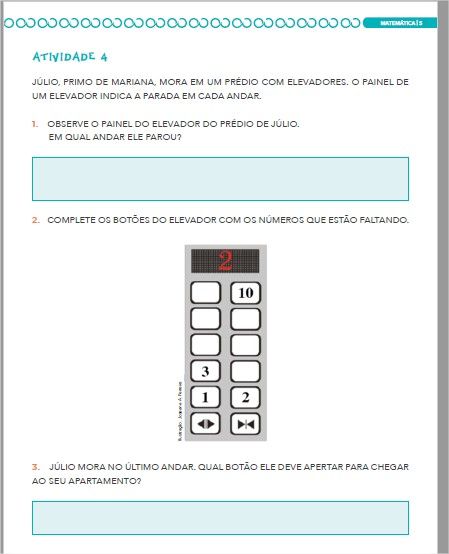 MATEMÁTICA | 5
ATIVIDADE 4
JÚLIO, PRIMO DE MARIANA, MORA EM UM PRÉDIO COM ELEVADORES. O PAINEL DE
UM ELEVADOR INDICA A PARADA EM CADA ANDAR.
1. OBSERVE O PAINEL DO ELEVADOR DO PRÉDIO DE JÚLIO.
EM QUAL ANDAR ELE PAROU?
2. COMPLETE OS BOTÕES DO ELEVADOR COM OS NÚMEROS QUE ESTÃO FALTANDO.
2
10
3
1 2
3. JÚLIO MORA NO ÚLTIMO ANDAR. QUAL BOTÃO ELE DEVE APERTAR PARA CHEGAR
AO SEU APARTAMENTO?